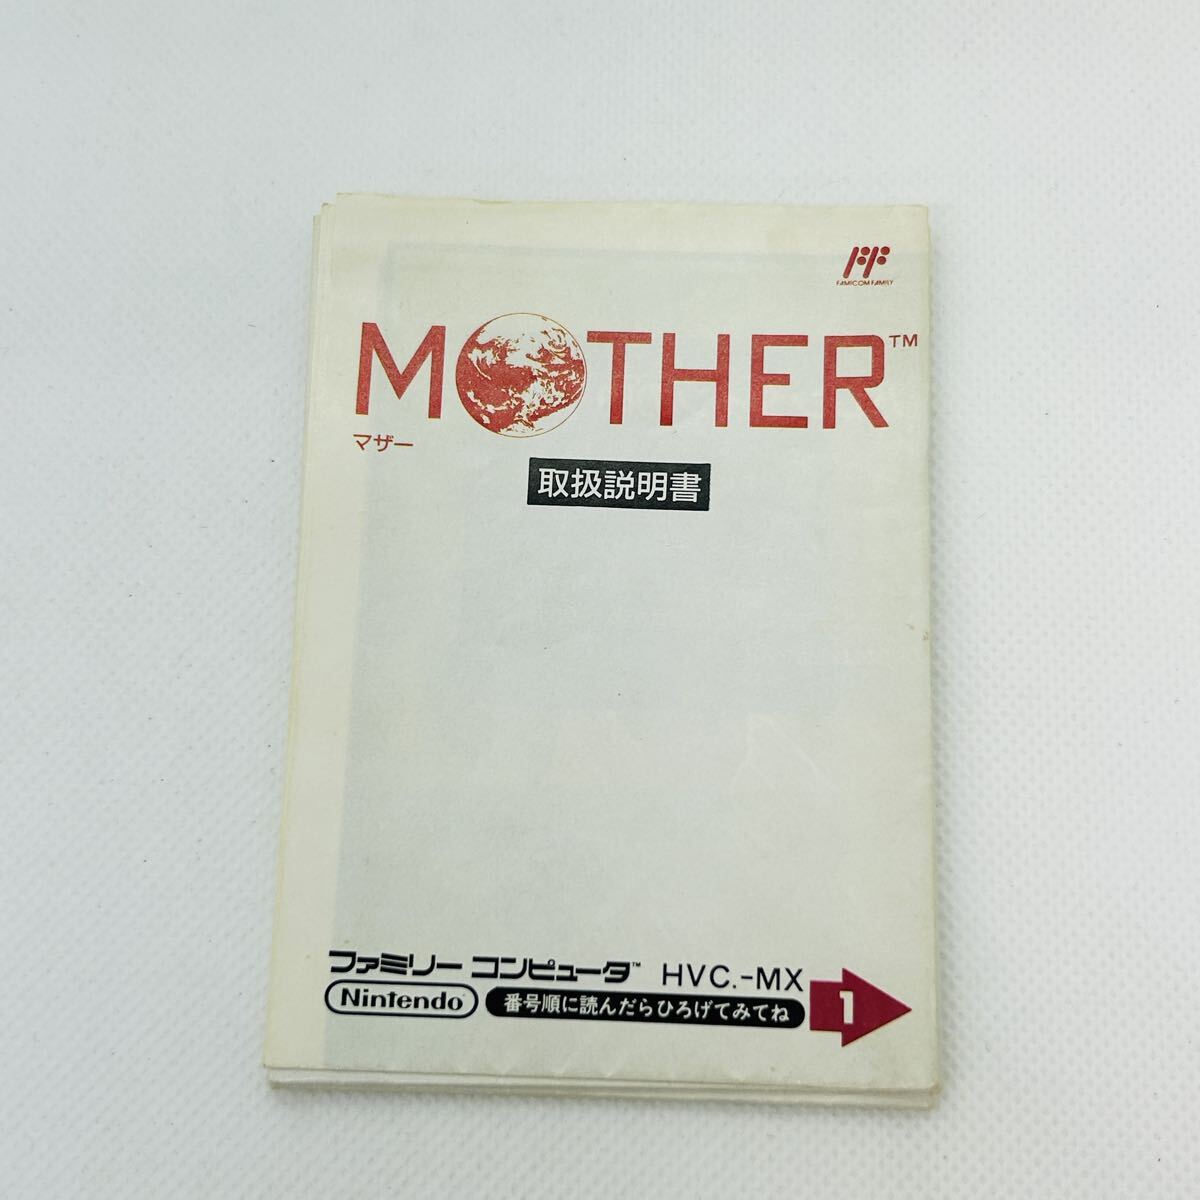 FAMICOM FAMILY
MOTHER™
マザー
取扱説明書
ファミリー コンピュータ™ HVC.-MX
Nintendo 番号順に読んだらひろげてみてね 1